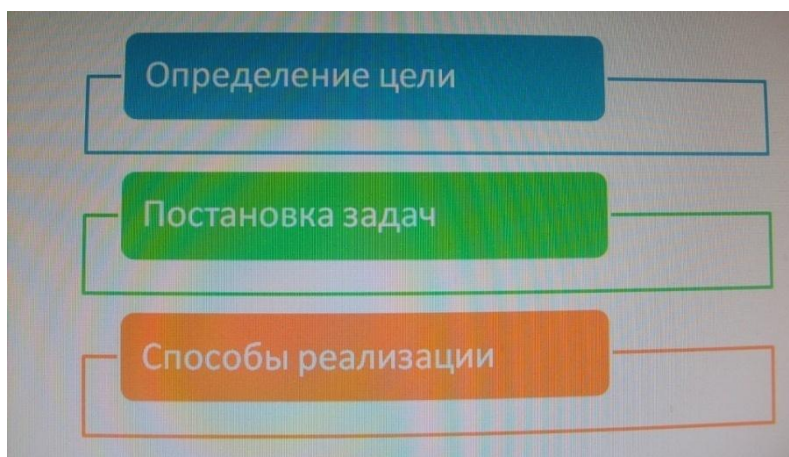 Определение цели
Постановка задач
Способы реализации